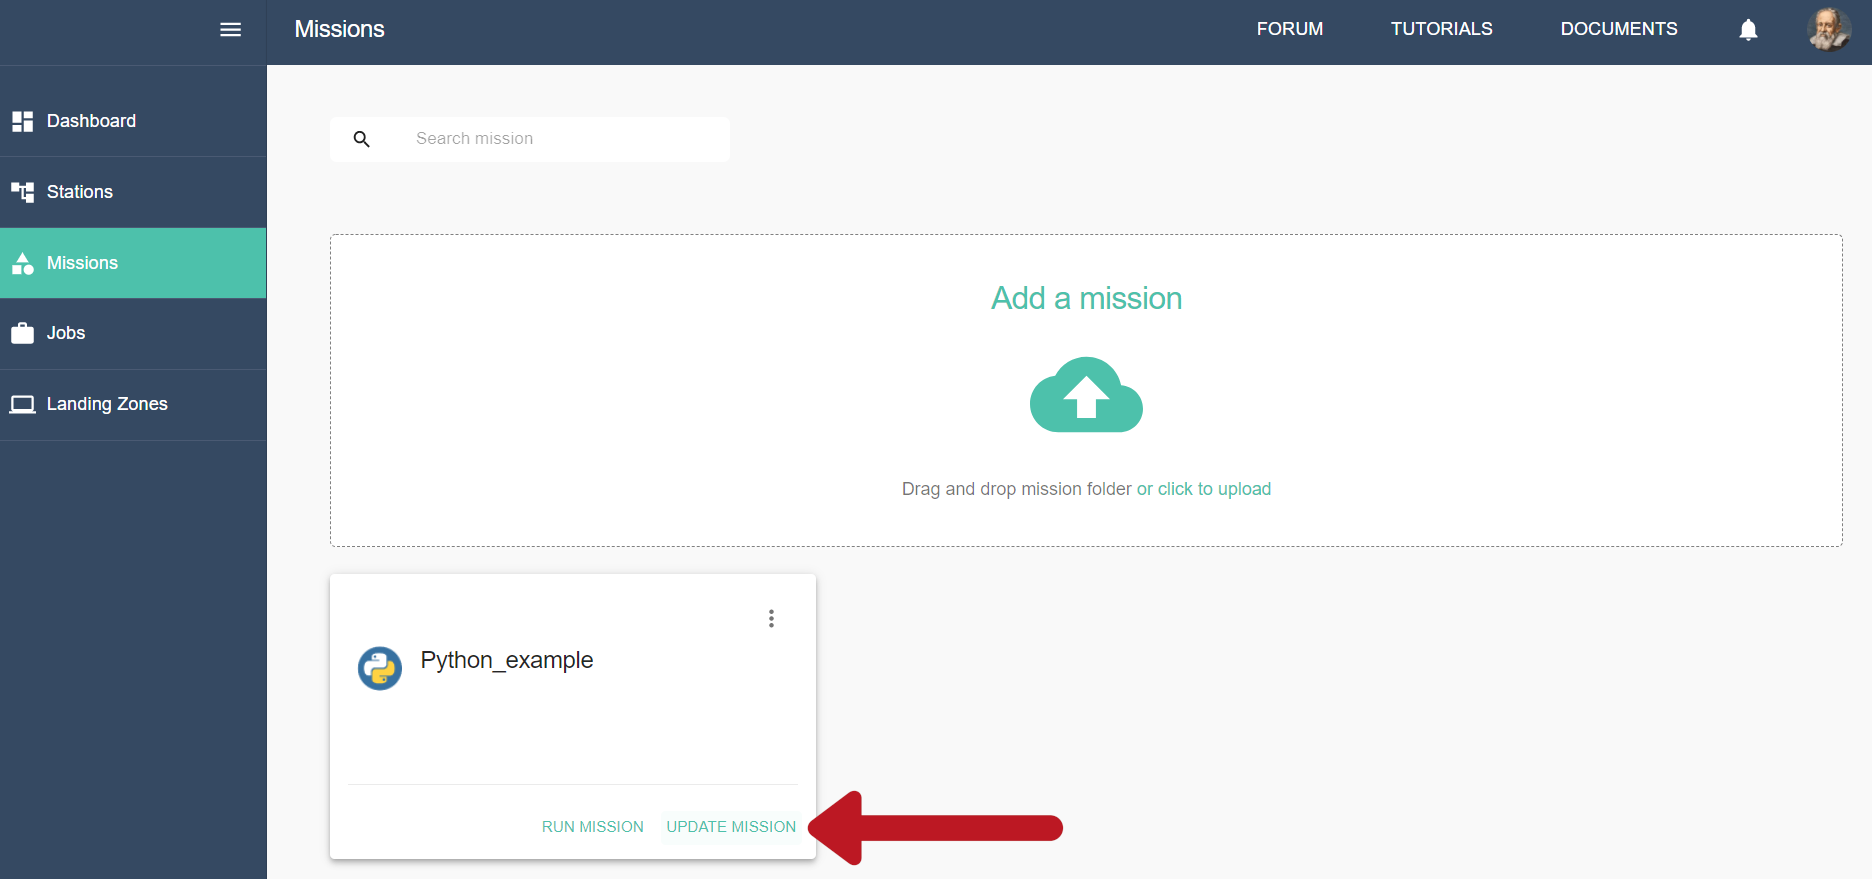 Missions
FORUM
TUTORIALS
DOCUMENTS
Dashboard
Stations
Missions
Jobs
Landing Zones
Search mission
Add a mission
Drag and drop mission folder or click to upload
Python_example
RUN MISSION
UPDATE MISSION